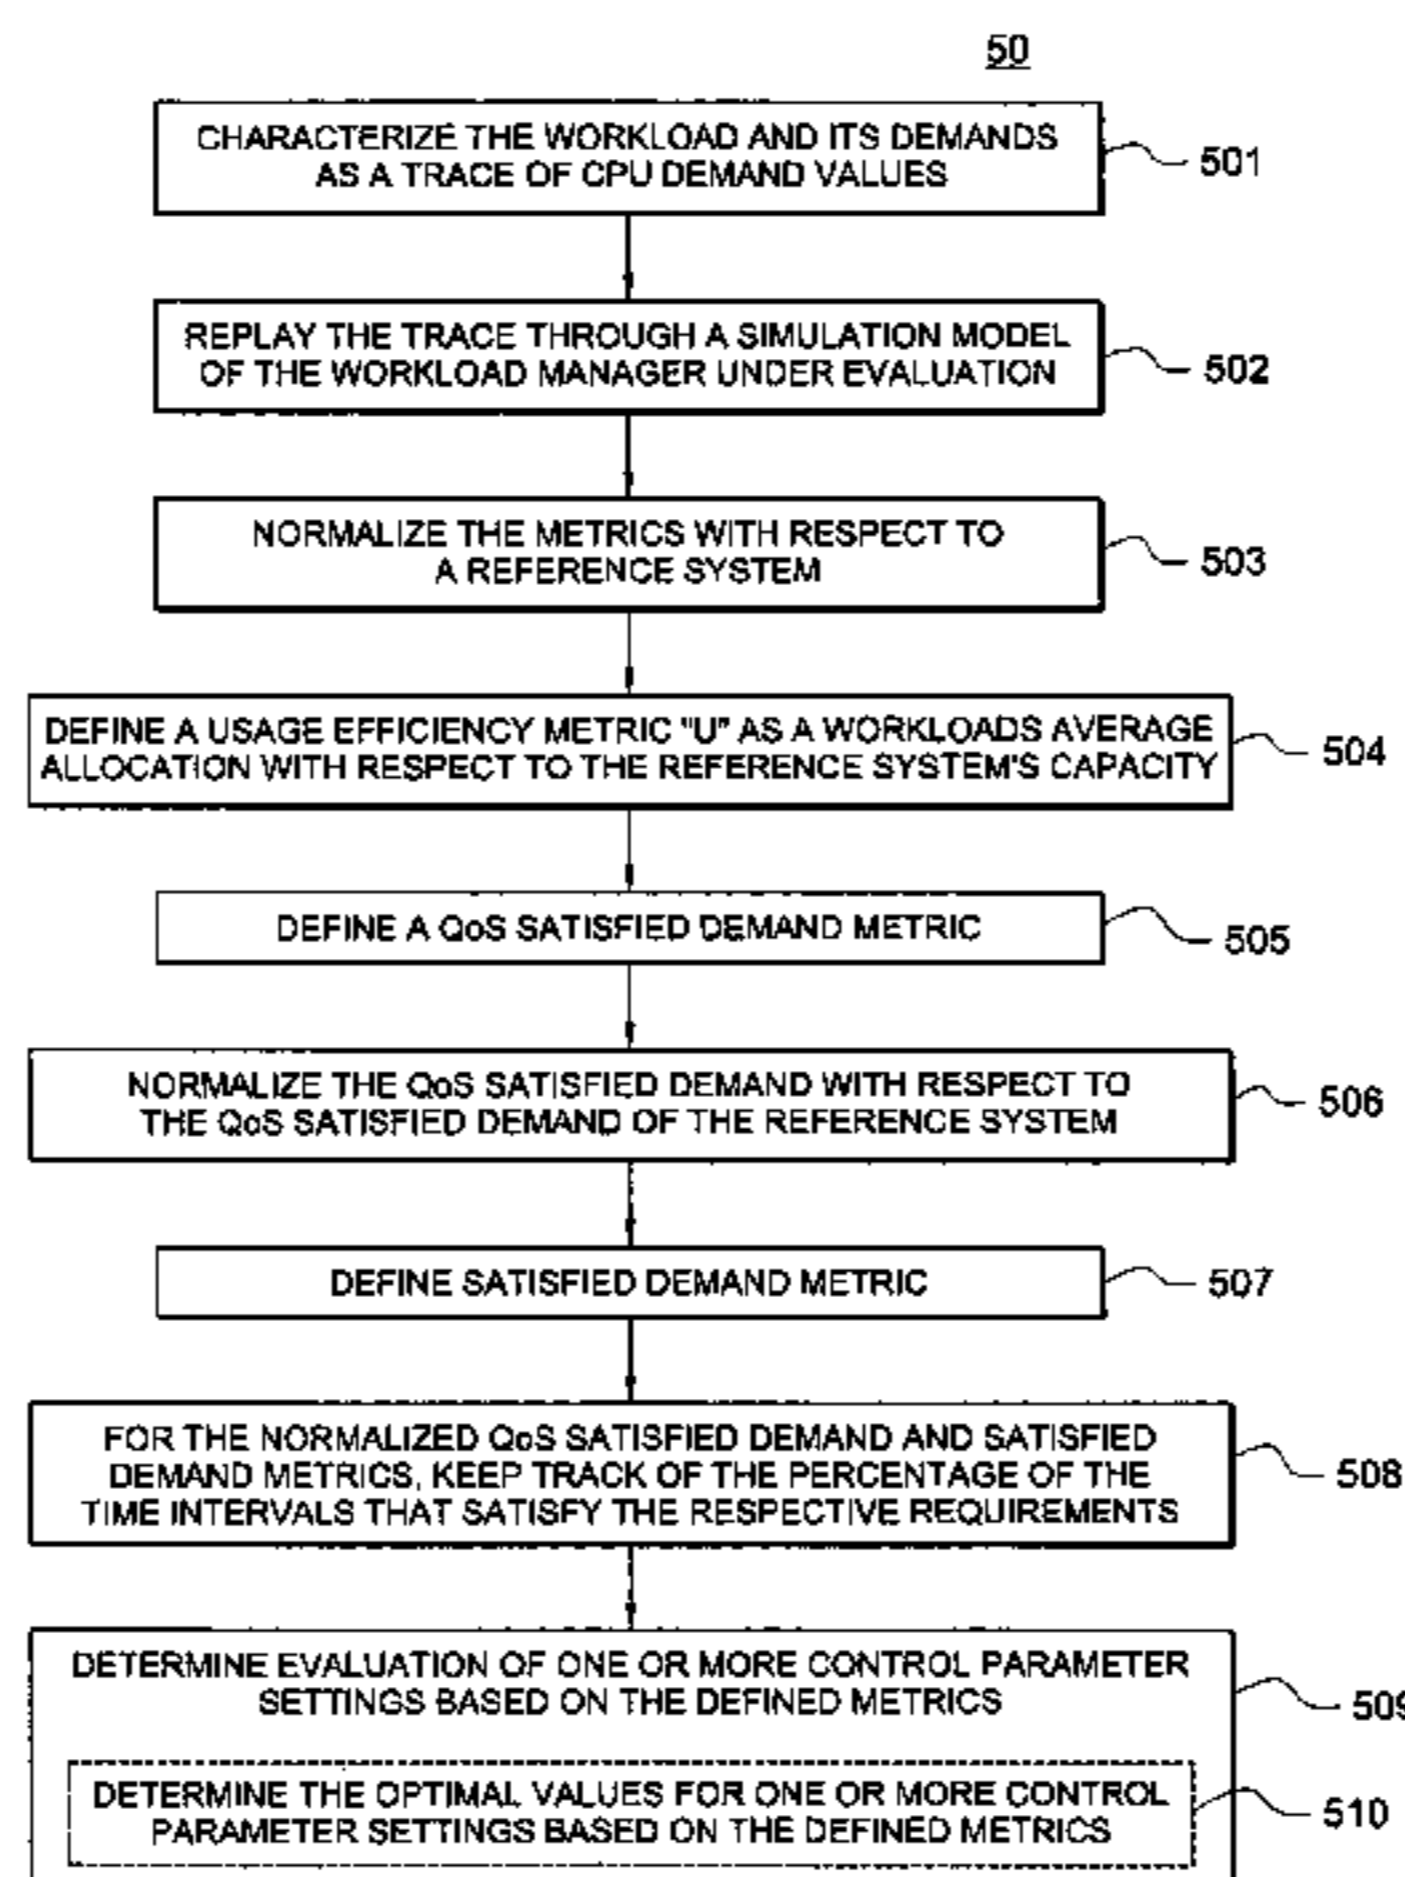 50
CHARACTERIZE THE WORKLOAD AND ITS DEMANDS
AS A TRACE OF CPU DEMAND VALUES
501
REPLAY THE TRACE THROUGH A SIMULATION MODEL
OF THE WORKLOAD MANAGER UNDER EVALUATION
502
NORMALIZE THE METRICS WITH RESPECT TO
A REFERENCE SYSTEM
503
DEFINE A USAGE EFFICIENCY METRIC "U" AS A WORKLOADS AVERAGE
ALLOCATION WITH RESPECT TO THE REFERENCE SYSTEM'S CAPACITY
504
DEFINE A QoS SATISFIED DEMAND METRIC
505
NORMALIZE THE QoS SATISFIED DEMAND WITH RESPECT TO
THE QoS SATISFIED DEMAND OF THE REFERENCE SYSTEM
506
DEFINE SATISFIED DEMAND METRIC
507
FOR THE NORMALIZED QoS SATISFIED DEMAND AND SATISFIED
DEMAND METRICS, KEEP TRACK OF THE PERCENTAGE OF THE
TIME INTERVALS THAT SATISFY THE RESPECTIVE REQUIREMENTS
508
DETERMINE EVALUATION OF ONE OR MORE CONTROL PARAMETER
SETTINGS BASED ON THE DEFINED METRICS
509
DETERMINE THE OPTIMAL VALUES FOR ONE OR MORE CONTROL
PARAMETER SETTINGS BASED ON THE DEFINED METRICS
510